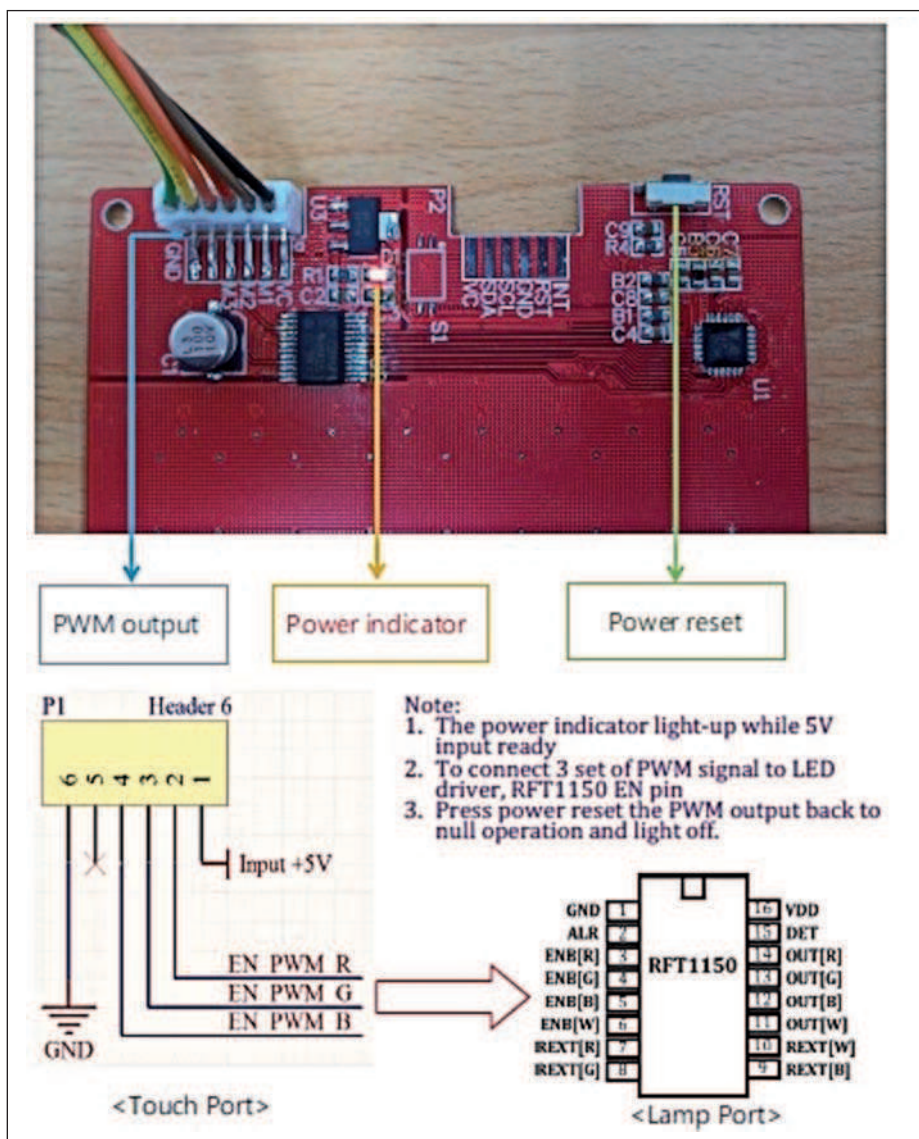 U3
P2
RST
GND
M3
M2
M1
VC
R1
C2
S1
VC
SDA
SCL
GND
RST
INT
C9
R4
R2
C8
C4
C1
U1
PWM output
Power indicator
Power reset
P1 Header 6
6 5 4 3 2 1
Input +5V
EN PWM R
EN PWM G
EN PWM B
GND
<Touch Port>
Note:
1. The power indicator light-up while 5V
input ready
2. To connect 3 set of PWM signal to LED
driver, RFT1150 EN pin
3. Press power reset the PWM output back to
null operation and light off.
RFT1150
GND 1 16 VDD
ALR 2 15 DET
ENB[R] 3 14 OUT[R]
ENB[G] 4 13 OUT[G]
ENB[B] 5 12 OUT[B]
ENB[W] 6 11 OUT[W]
REXT[R] 7 10 REXT[W]
REXT[G] 8 9 REXT[B]
<Lamp Port>